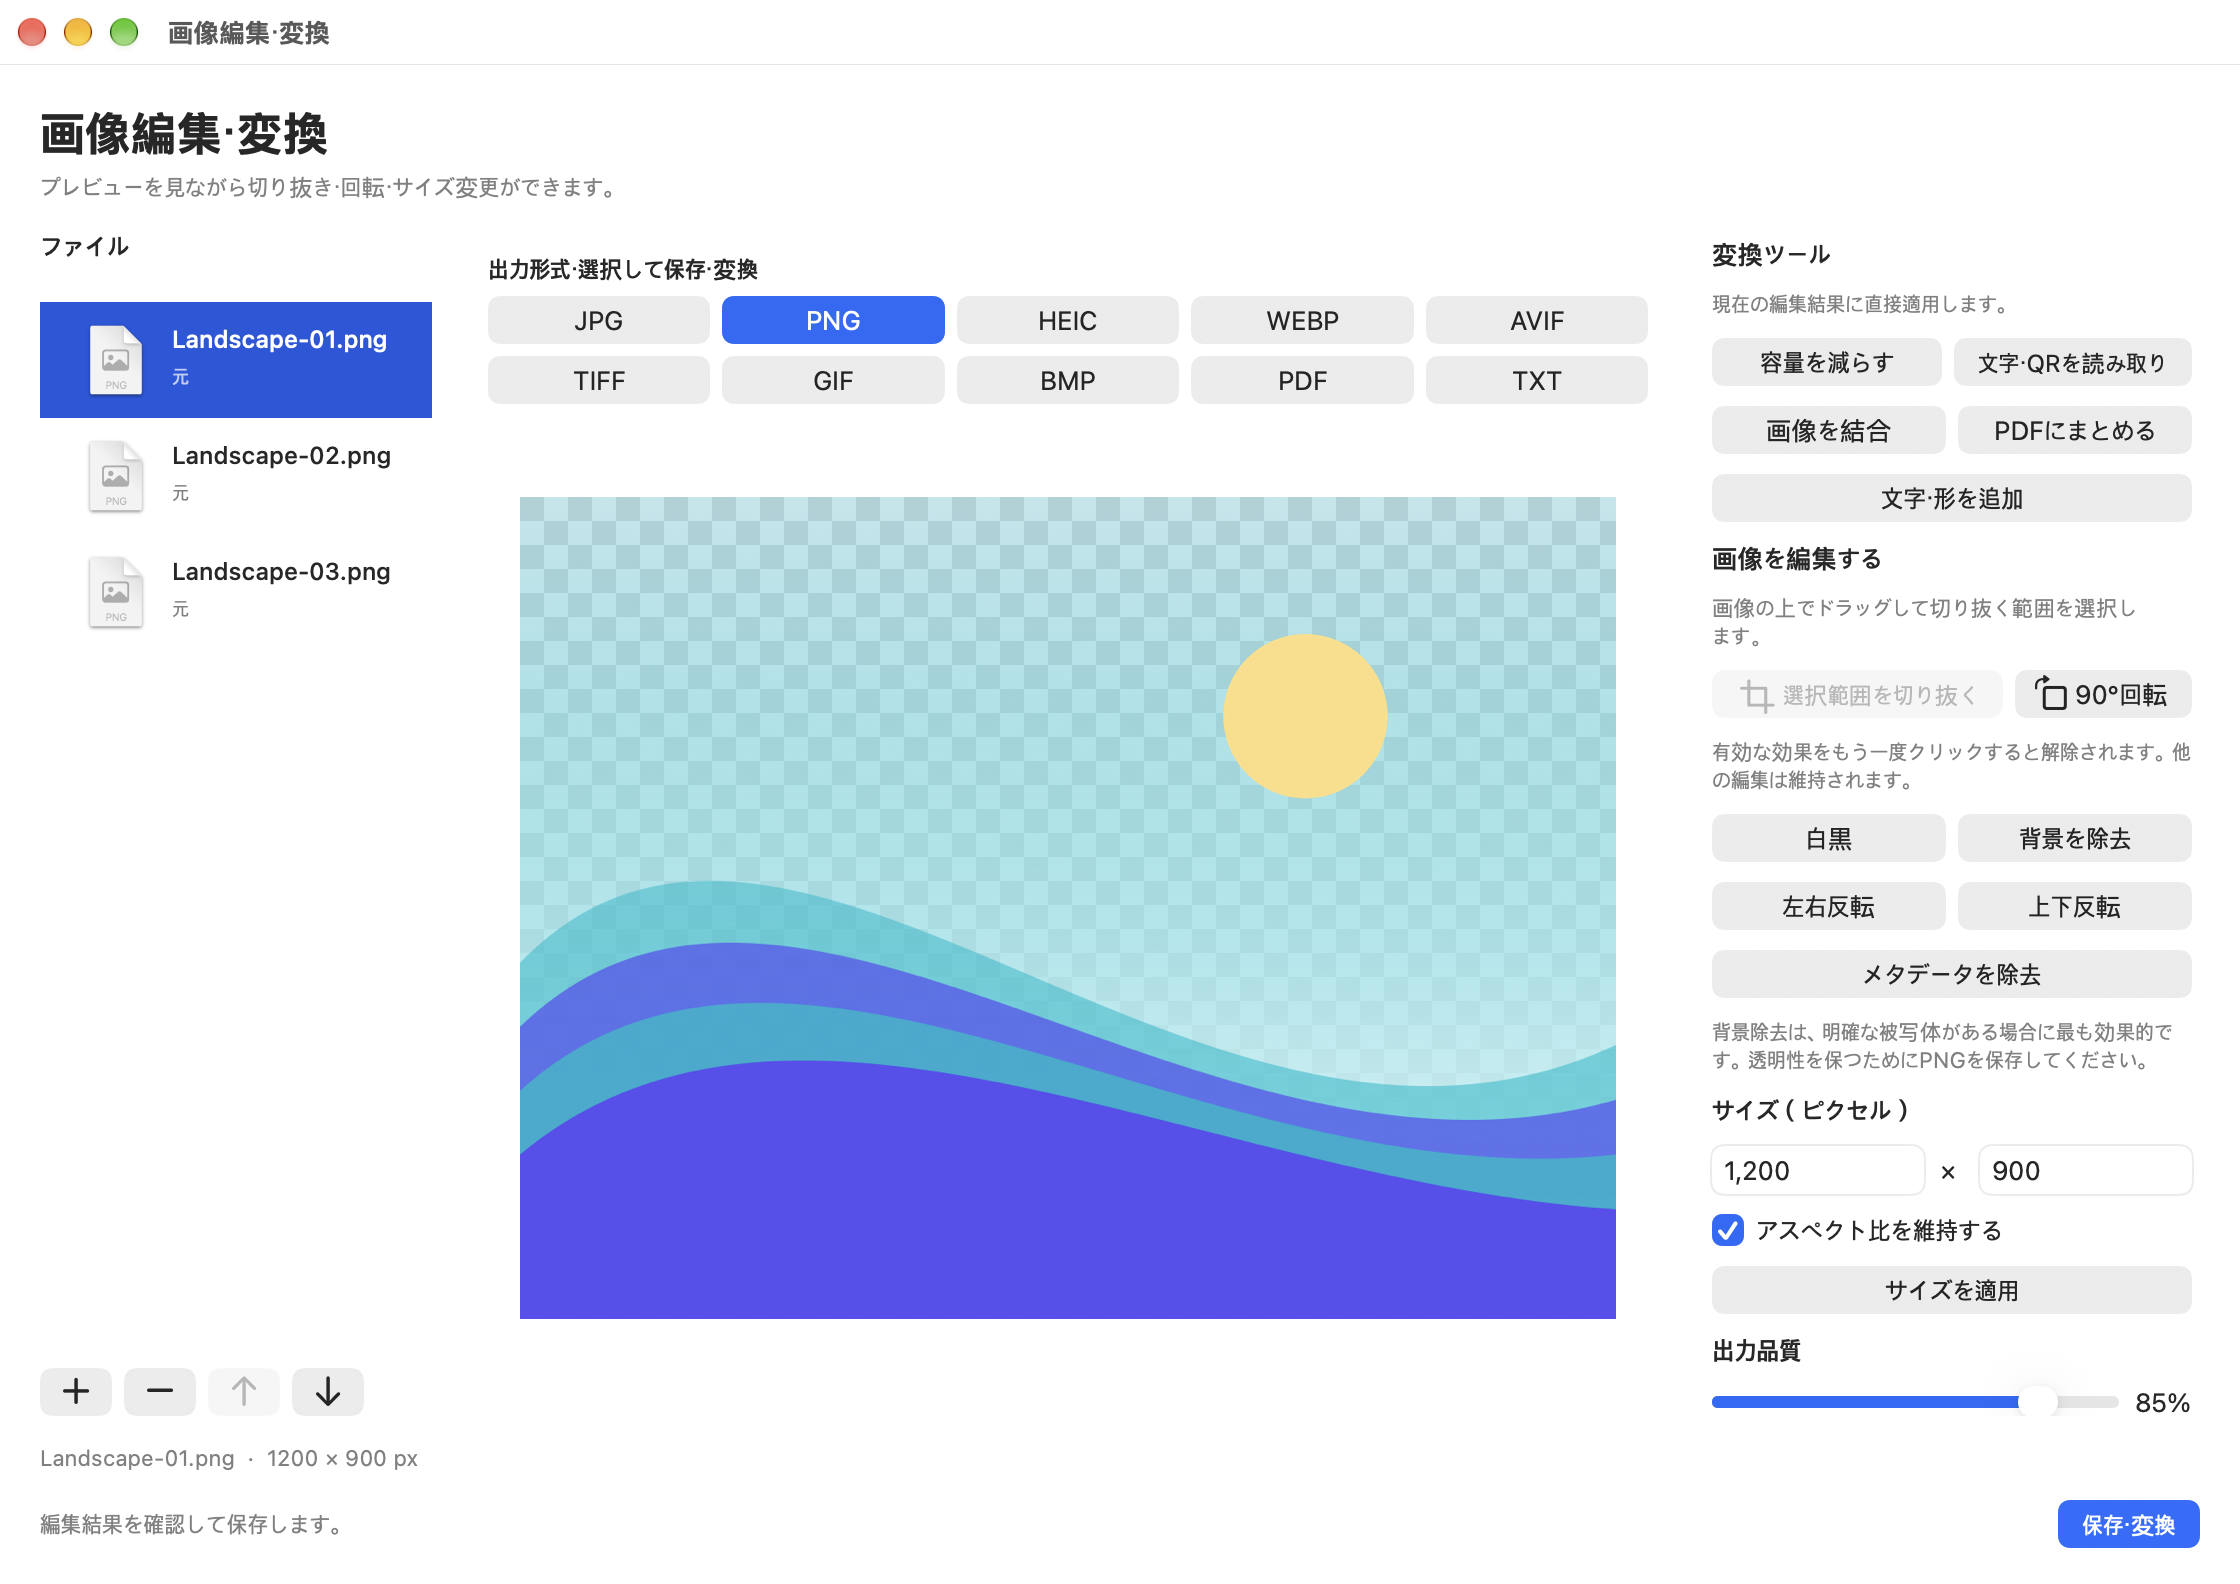 画像編集·変換
画像編集·変換
プレビューを見ながら切り抜き·回転·サイズ変更ができます。
ファイル
Landscape-01.png
元
PNG
Landscape-02.png
元
PNG
Landscape-03.png
元
PNG
出力形式·選択して保存·変換
JPG PNG HEIC WEBP AVIF
TIFF GIF BMP PDF TXT
変換ツール
現在の編集結果に直接適用します。
容量を減らす 文字·QRを読み取り
画像を結合 PDFにまとめる
文字·形を追加
画像を編集する
画像の上でドラッグして切り抜く範囲を選択し
ます。
選択範囲を切り抜く 90°回転
有効な効果をもう一度クリックすると解除されます。他
の編集は維持されます。
白黒 背景を除去
左右反転 上下反転
メタデータを除去
背景除去は、明確な被写体がある場合に最も効果的で
す。透明性を保つためにPNGを保存してください。
サイズ ( ピクセル )
1,200 × 900
アスペクト比を維持する
サイズを適用
出力品質
85%
Landscape-01.png · 1200 × 900 px
編集結果を確認して保存します。
保存·変換